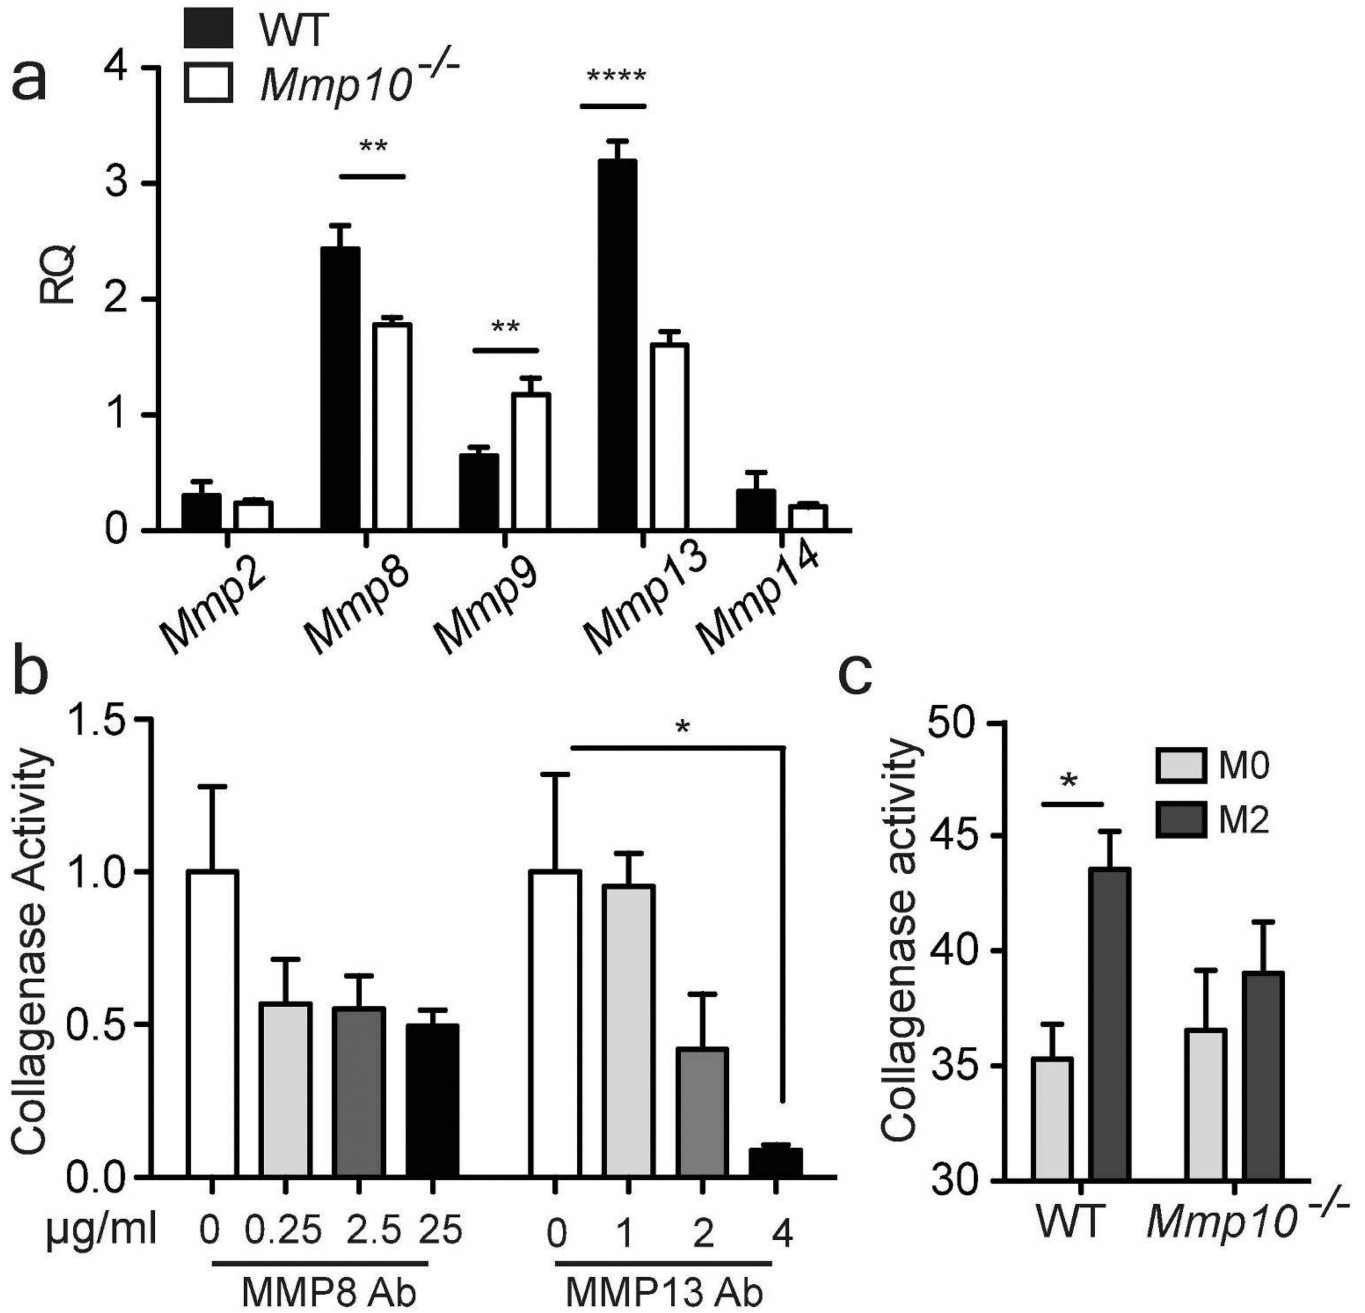 a
WT
Mmp10-/-
RQ
4
3
2
1
0
**
**
****
Mmp2
Mmp8
Mmp9
Mmp13
Mmp14
b
Collagenase Activity
1.5
1.0
0.5
0.0
*
µg/ml 0 0.25 2.5 25 0 1 2 4
MMP8 Ab MMP13 Ab
c
Collagenase activity
50
45
40
35
30
*
M0
M2
WT Mmp10-/-